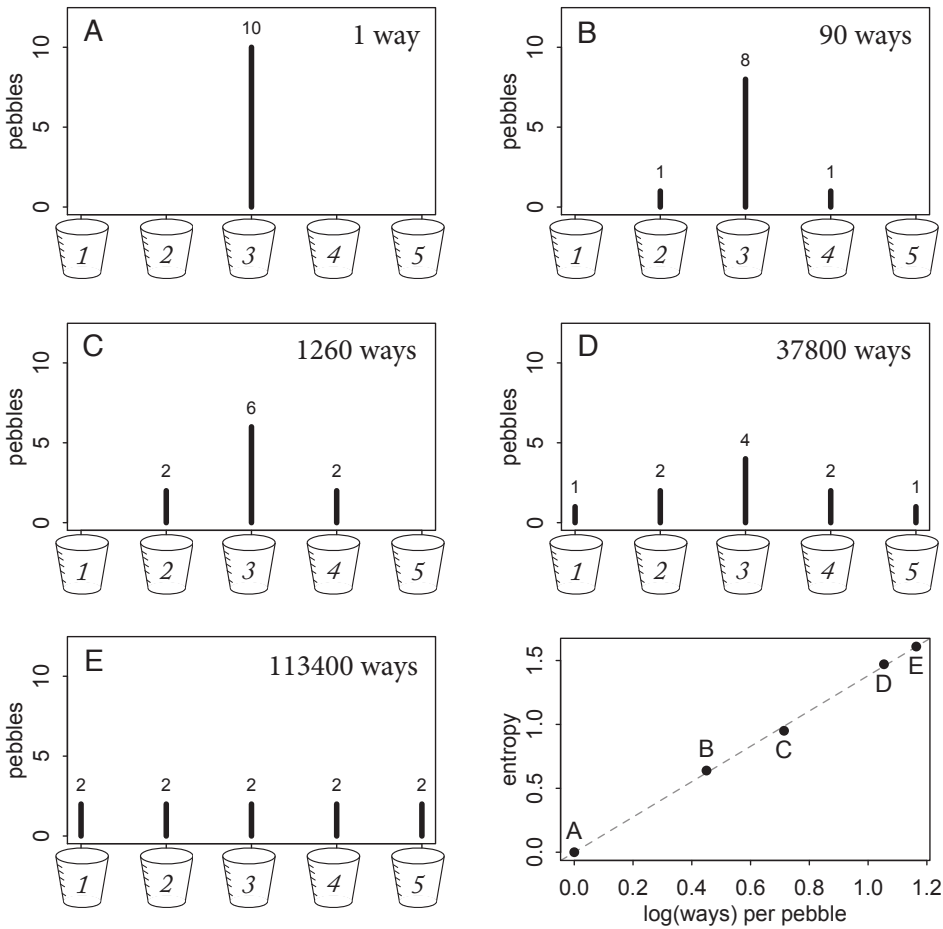 A
1 way
10
pebbles
0 5 10
1 2 3 4 5
B
90 ways
1 8 1
pebbles
0 5 10
1 2 3 4 5
C
1260 ways
2 6 2
pebbles
0 5 10
1 2 3 4 5
D
37800 ways
1 2 4 2 1
pebbles
0 5 10
1 2 3 4 5
E
113400 ways
2 2 2 2 2
pebbles
0 5 10
1 2 3 4 5
entropy
0.0 0.5 1.0 1.5
A
B
C
D
E
0.0 0.2 0.4 0.6 0.8 1.0 1.2
log(ways) per pebble